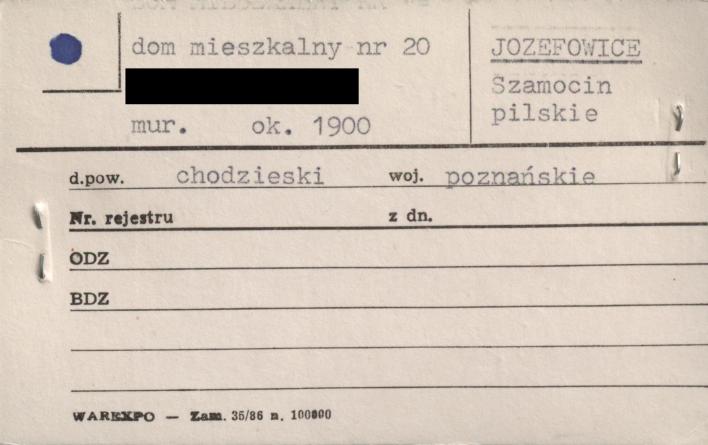 dom mieszkalny nr 20
mur. ok. 1900
JOZEFOWICE
Szamocin
pilskie
d.pow. chodzieski woj. poznańskie
Nr. rejestru z dn.
ODZ
BDZ
WAREXPO — Zam. 35/86 n. 100000